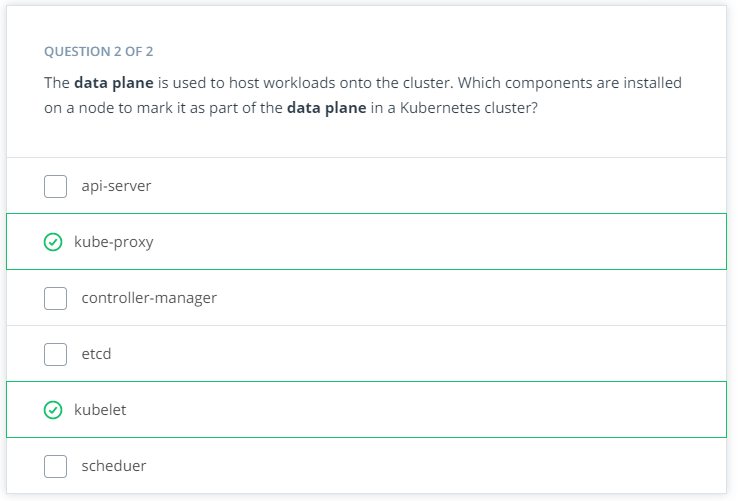 QUESTION 2 OF 2
The data plane is used to host workloads onto the cluster. Which components are installed
on a node to mark it as part of the data plane in a Kubernetes cluster?
api-server
kube-proxy
controller-manager
etcd
kubelet
scheduer